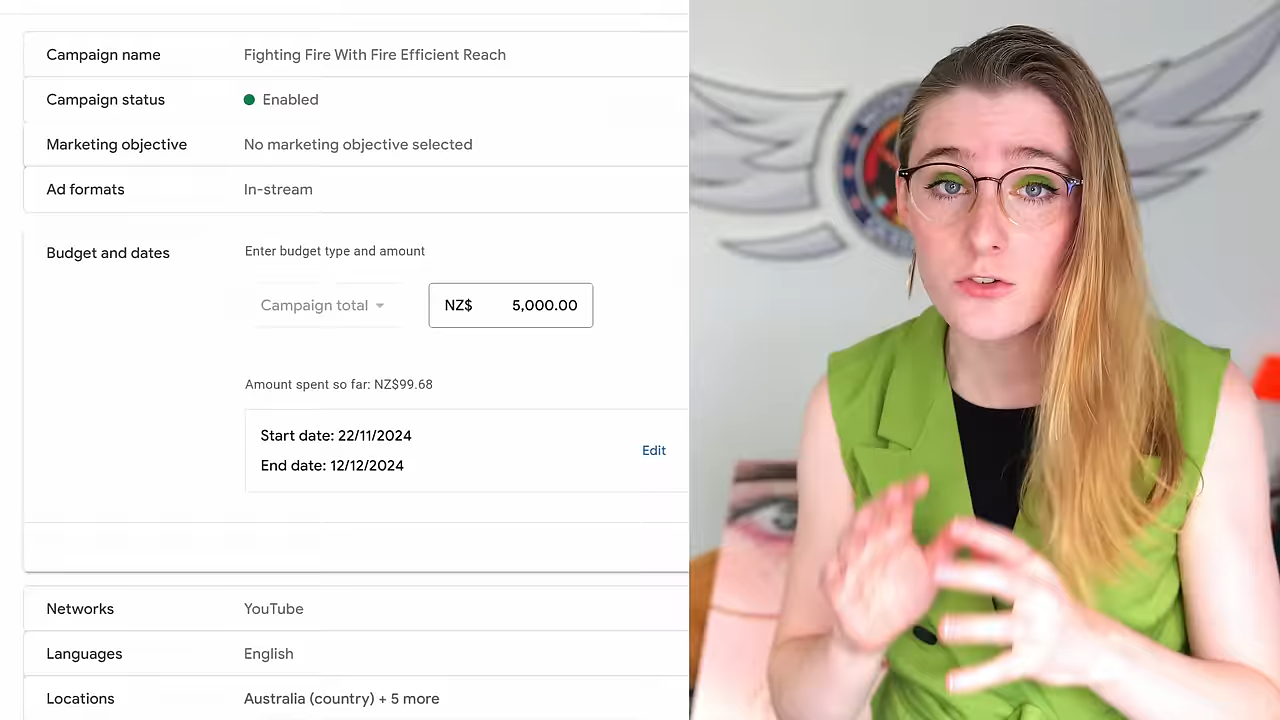 Campaign name Fighting Fire With Fire Efficient Reach
Campaign status Enabled
Marketing objective No marketing objective selected
Ad formats In-stream
Budget and dates Enter budget type and amount
Campaign total NZ$ 5,000.00
Amount spent so far: NZ$99.68
Start date: 22/11/2024
Edit
End date: 12/12/2024
Networks YouTube
Languages English
Locations Australia (country) + 5 more